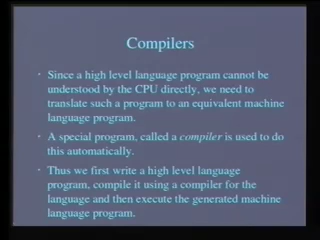 Compilers
• Since a high level language program cannot be
understood by the CPU directly, we need to
translate such a program to an equivalent machine
language program.
• A special program, called a compiler is used to do
this automatically.
• Thus we first write a high level language
program, compile it using a compiler for the
language and then execute the generated machine
language program.